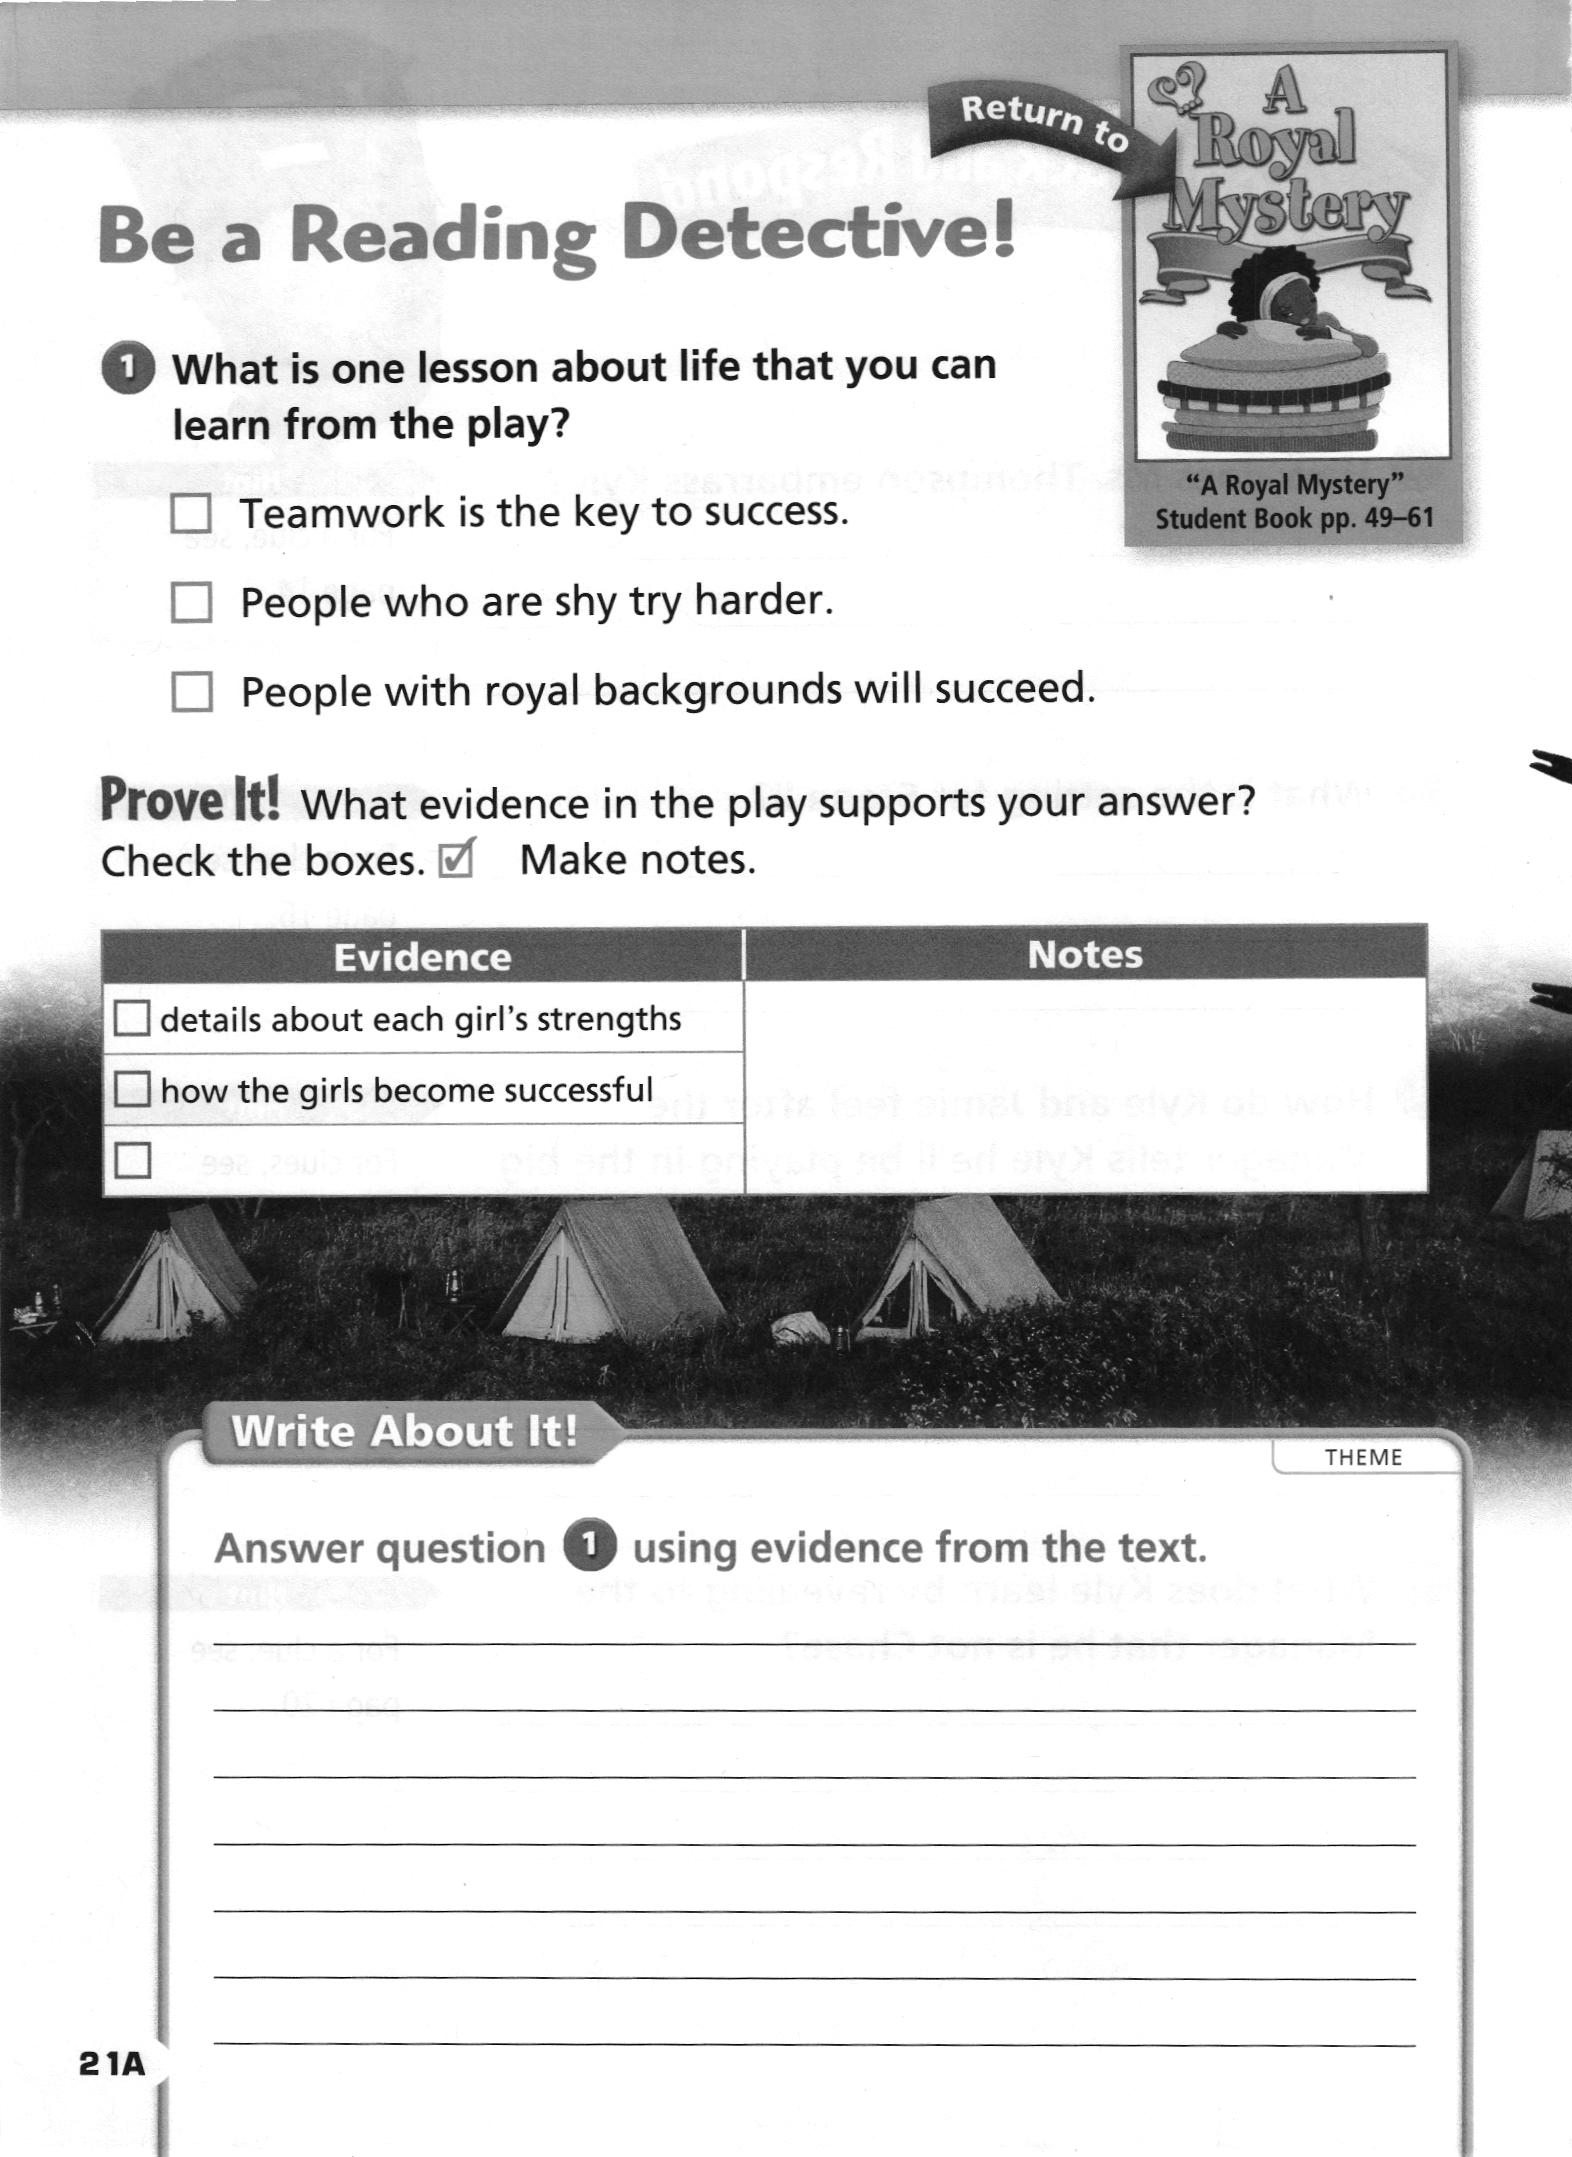 Return to
A
Royal
Mystery
Be a Reading Detective!
1 What is one lesson about life that you can
learn from the play?
Teamwork is the key to success.
People who are shy try harder.
People with royal backgrounds will succeed.
"A Royal Mystery"
Student Book pp. 49–61
Prove It! What evidence in the play supports your answer?
Check the boxes. ✓ Make notes.
Evidence Notes
details about each girl's strengths
how the girls become successful
Write About It!
THEME
Answer question 1 using evidence from the text.
21A